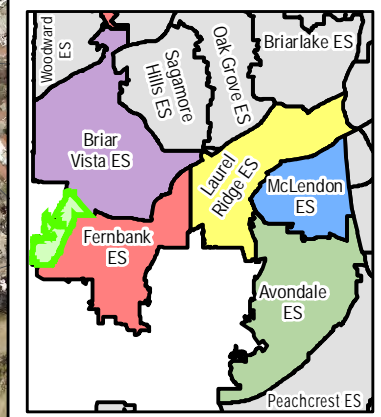 Woodward
ES
Sagamore
Hills ES
Oak Grove ES
Briarlake ES
Briar
Vista ES
Laurel
Ridge ES
McLendon
ES
Fernbank
ES
Avondale
ES
Peachcrest ES